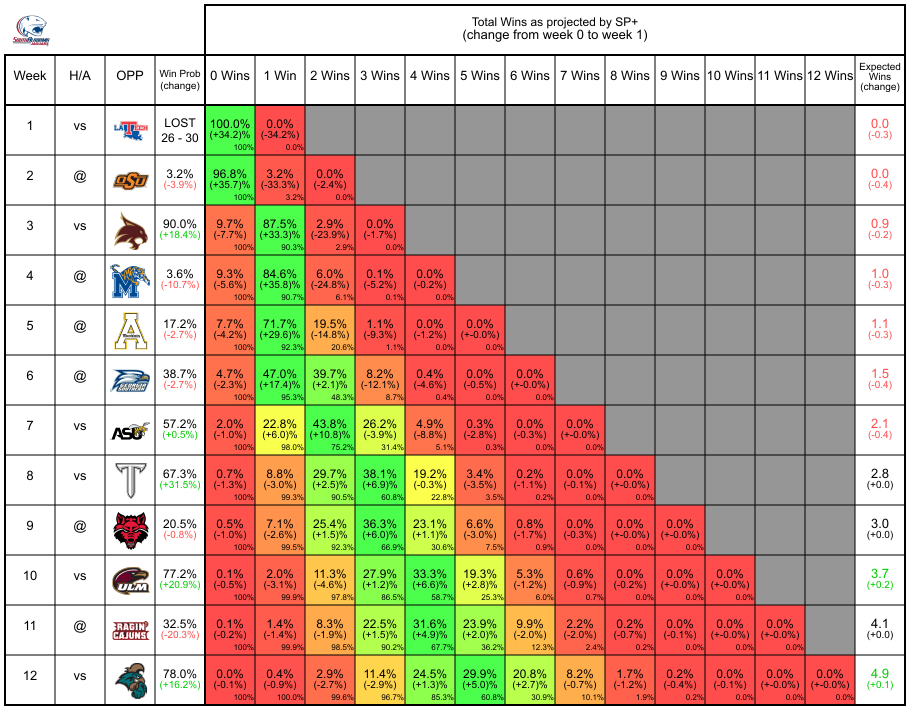 SOUTH ALABAMA
JAGUARS
Total Wins as projected by SP+
(change from week 0 to week 1)
Week H/A OPP Win Prob (change) 0 Wins 1 Win 2 Wins 3 Wins 4 Wins 5 Wins 6 Wins 7 Wins 8 Wins 9 Wins 10 Wins 11 Wins 12 Wins Expected Wins (change)
1 vs LA TECH LOST 100.0% 0.0% 0.0
26 - 30 (+34.2)% (-34.2%) (-0.3)
100% 0.0%
2 @ OSU 3.2% 96.8% 3.2% 0.0% 0.0
(-3.9%) (+35.7)% (-33.3%) (-2.4%) (-0.4)
100% 3.2% 0.0%
3 vs 90.0% 9.7% 87.5% 2.9% 0.0% 0.9
(+18.4%) (-7.7%) (+33.3)% (-23.9%) (-1.7%) (-0.2)
100% 90.3% 2.9% 0.0%
4 @ M 3.6% 9.3% 84.6% 6.0% 0.1% 0.0% 1.0
(-10.7%) (-5.6%) (+35.8)% (-24.8%) (-5.2%) (-0.2%) (-0.3)
100% 90.7% 6.1% 0.1% 0.0%
5 @ A 17.2% 7.7% 71.7% 19.5% 1.1% 0.0% 0.0% 1.1
(-2.7%) (-4.2%) (+29.6)% (-14.8%) (-9.3%) (-1.2%) (+-0.0%) (-0.3)
100% 92.3% 20.6% 1.1% 0.0% 0.0%
6 @ GEORGIA SOUTHERN 38.7% 4.7% 47.0% 39.7% 8.2% 0.4% 0.0% 0.0% 1.5
(-2.7%) (-2.3%) (+17.4)% (+2.1)% (-12.1%) (-4.6%) (-0.5%) (+-0.0%) (-0.4)
100% 95.3% 48.3% 8.7% 0.4% 0.0% 0.0%
7 vs ASU 57.2% 2.0% 22.8% 43.8% 26.2% 4.9% 0.3% 0.0% 0.0% 2.1
(+0.5%) (-1.0%) (+6.0)% (+10.8)% (-3.9%) (-8.8%) (-2.8%) (-0.3%) (+-0.0%) (-0.4)
100% 98.0% 75.2% 31.4% 5.1% 0.3% 0.0% 0.0%
8 vs T 67.3% 0.7% 8.8% 29.7% 38.1% 19.2% 3.4% 0.2% 0.0% 0.0% 2.8
(+31.5%) (-1.3%) (-3.0%) (+2.5)% (+6.9)% (-0.3%) (-3.5%) (-1.1%) (-0.1%) (+-0.0%) (+0.0)
100% 99.3% 90.5% 60.8% 22.8% 3.5% 0.2% 0.0% 0.0%
9 @ 20.5% 0.5% 7.1% 25.4% 36.3% 23.1% 6.6% 0.8% 0.0% 0.0% 0.0% 3.0
(-0.8%) (-1.0%) (-2.6%) (+1.5)% (+6.0)% (+1.1)% (-3.0%) (-1.7%) (-0.3%) (+-0.0%) (+-0.0%) (+0.0)
100% 99.5% 92.3% 66.9% 30.6% 7.5% 0.9% 0.0% 0.0% 0.0%
10 vs ULM 77.2% 0.1% 2.0% 11.3% 27.9% 33.3% 19.3% 5.3% 0.6% 0.0% 0.0% 0.0% 3.7
(+20.9%) (-0.5%) (-3.1%) (-4.6%) (+1.2)% (+6.6)% (+2.8)% (-1.2%) (-0.9%) (-0.2%) (+-0.0%) (+-0.0%) (+0.2)
100% 99.9% 97.8% 86.5% 58.7% 25.3% 6.0% 0.7% 0.0% 0.0% 0.0%
11 @ RAGIN' CAJUNS 32.5% 0.1% 1.4% 8.3% 22.5% 31.6% 23.9% 9.9% 2.2% 0.2% 0.0% 0.0% 0.0% 4.1
(-20.3%) (-0.2%) (-1.4%) (-1.9%) (+1.5)% (+4.9)% (+2.0)% (-2.0%) (-2.0%) (-0.7%) (-0.1%) (+-0.0%) (+-0.0%) (+0.0)
100% 99.9% 98.5% 90.2% 67.7% 36.2% 12.3% 2.4% 0.2% 0.0% 0.0% 0.0%
12 vs 78.0% 0.0% 0.4% 2.9% 11.4% 24.5% 29.9% 20.8% 8.2% 1.7% 0.2% 0.0% 0.0% 0.0% 4.9
(+16.2%) (-0.1%) (-0.9%) (-2.7%) (-2.9%) (+1.3)% (+5.0)% (+2.7)% (-0.7%) (-1.2%) (-0.4%) (-0.1%) (+-0.0%) (+-0.0%) (+0.1)
100% 100.0% 99.6% 96.7% 85.3% 60.8% 30.9% 10.1% 1.9% 0.2% 0.0% 0.0% 0.0%